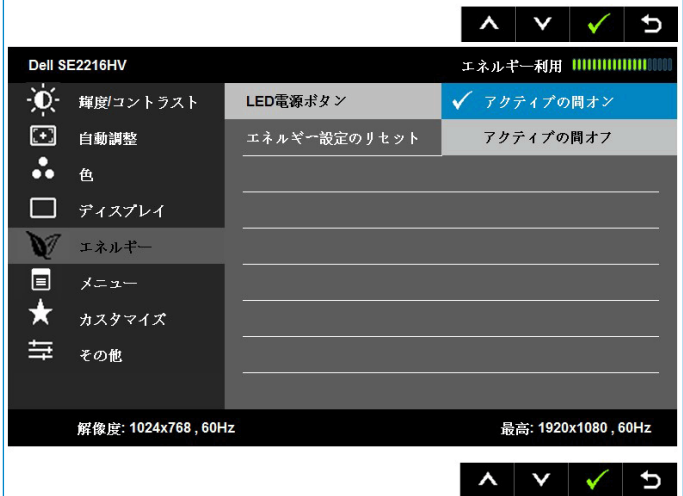 Dell SE2216HV
エネルギー利用
輝度/コントラスト
LED電源ボタン
アクティブの間オン
自動調整
エネルギー設定のリセット
アクティブの間オフ
色
ディスプレイ
エネルギー
メニュー
カスタマイズ
その他
解像度: 1024x768 , 60Hz
最高: 1920x1080 , 60Hz